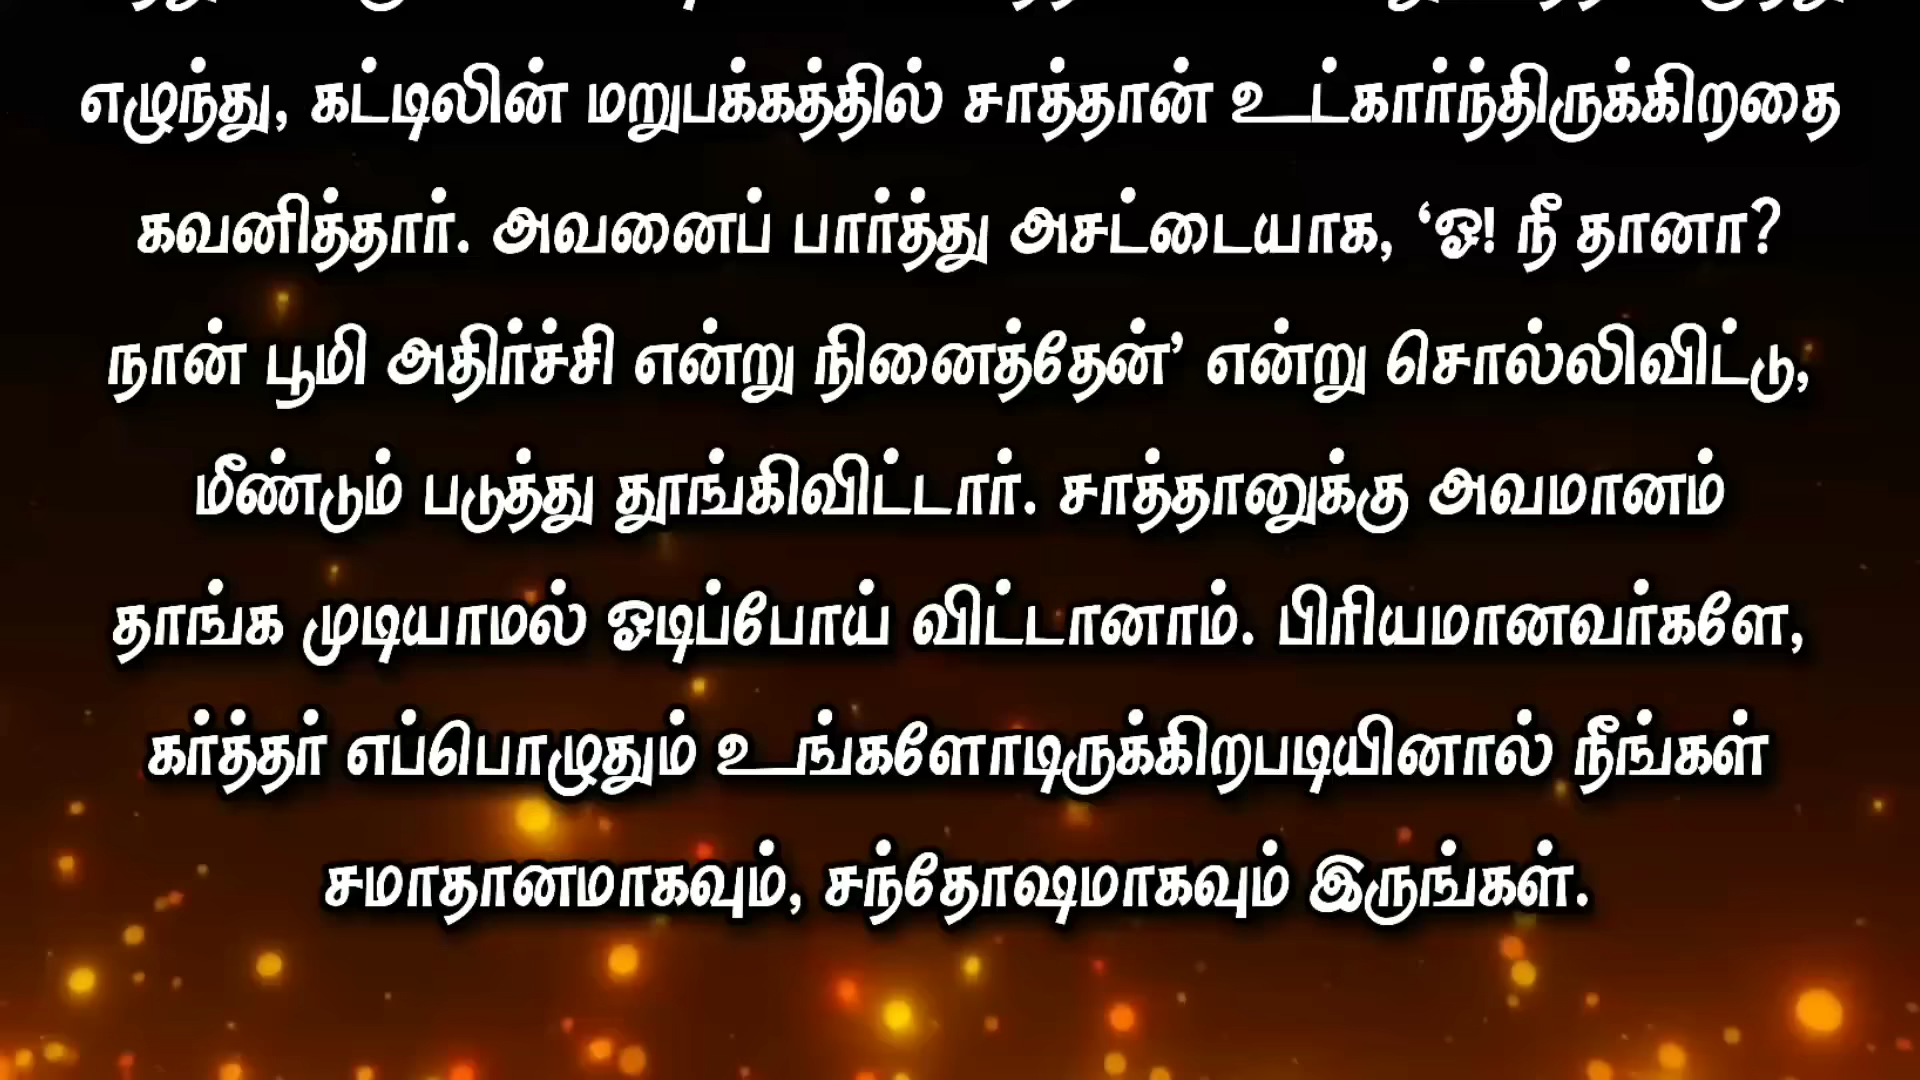 எழுந்து, கட்டிலின் மறுபக்கத்தில் சாத்தான் உட்கார்ந்திருக்கிறதை
கவனித்தார். அவனைப் பார்த்து அசட்டையாக, ‘ஓ! நீ தானா?
நான் பூமி அதிர்ச்சி என்று நினைத்தேன்’ என்று சொல்லிவிட்டு,
மீண்டும் படுத்து தூங்கிவிட்டார். சாத்தானுக்கு அவமானம்
தாங்க முடியாமல் ஓடிப்போய் விட்டானாம். பிரியமானவர்களே,
கர்த்தர் எப்பொழுதும் உங்களோடிருக்கிறபடியினால் நீங்கள்
சமாதானமாகவும், சந்தோஷமாகவும் இருங்கள்.